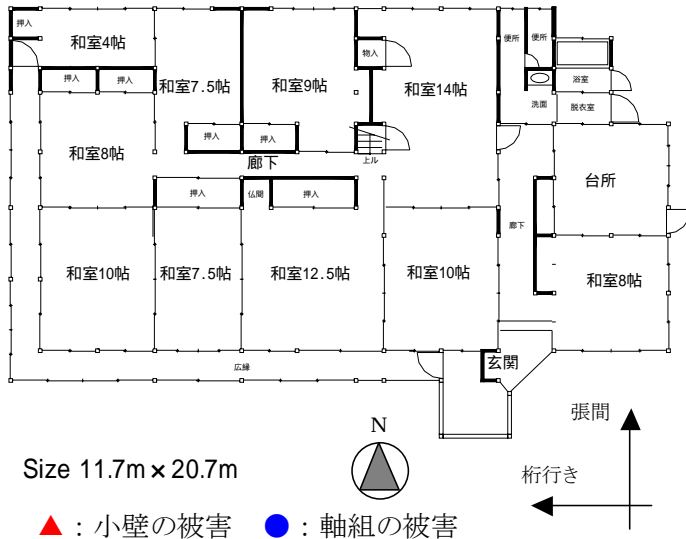 押入
和室4帖
便所
便所
物入
押入
押入
和室7.5帖
和室9帖
和室14帖
浴室
洗面
脱衣室
押入
押入
和室8帖
廊下
上ル
台所
押入
仏間
押入
廊下
和室10帖
和室7.5帖
和室12.5帖
和室10帖
和室8帖
広縁
玄関
張間
N
Size 11.7m×20.7m
桁行き
▲：小壁の被害 ●：軸組の被害